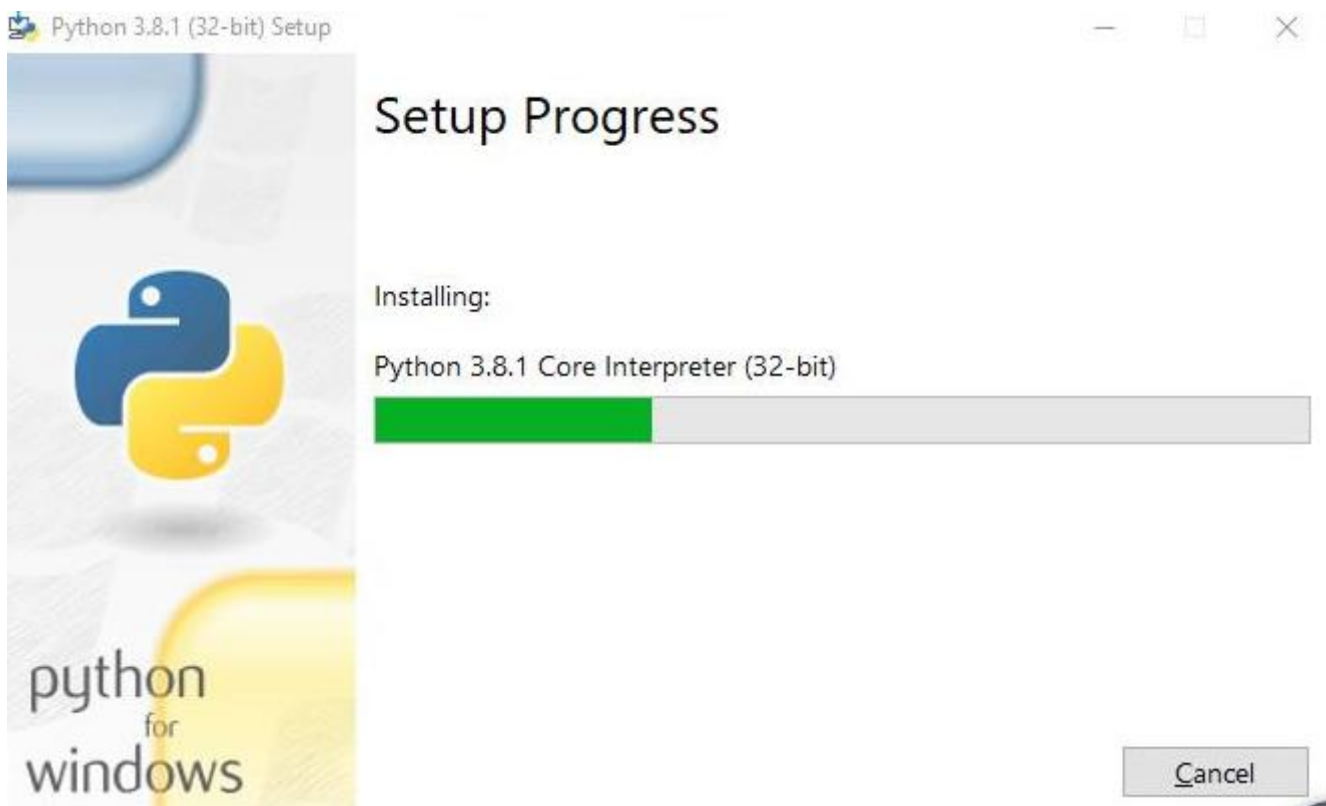 Python 3.8.1 (32-bit) Setup
Setup Progress
Installing:
Python 3.8.1 Core Interpreter (32-bit)
python
for
windows
Cancel